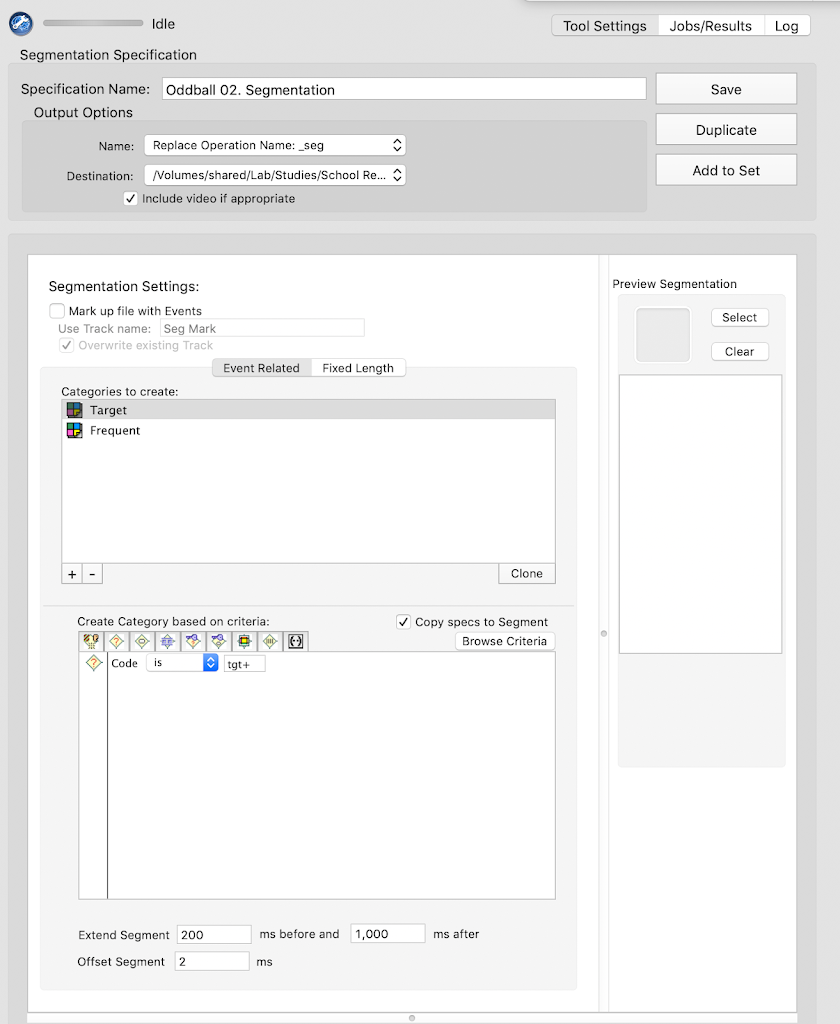 Idle
Tool Settings Jobs/Results Log
Segmentation Specification
Specification Name: Oddball 02. Segmentation
Save
Output Options
Duplicate
Name: Replace Operation Name: _seg
Add to Set
Destination: /Volumes/shared/Lab/Studies/School Re...
Include video if appropriate
Segmentation Settings:
Preview Segmentation
Mark up file with Events
Select
Use Track name: Seg Mark
Overwrite existing Track
Clear
Event Related Fixed Length
Categories to create:
Target
Frequent
+ - Clone
Create Category based on criteria: Copy specs to Segment
Browse Criteria
Code is tgt+
Extend Segment 200 ms before and 1,000 ms after
Offset Segment 2 ms